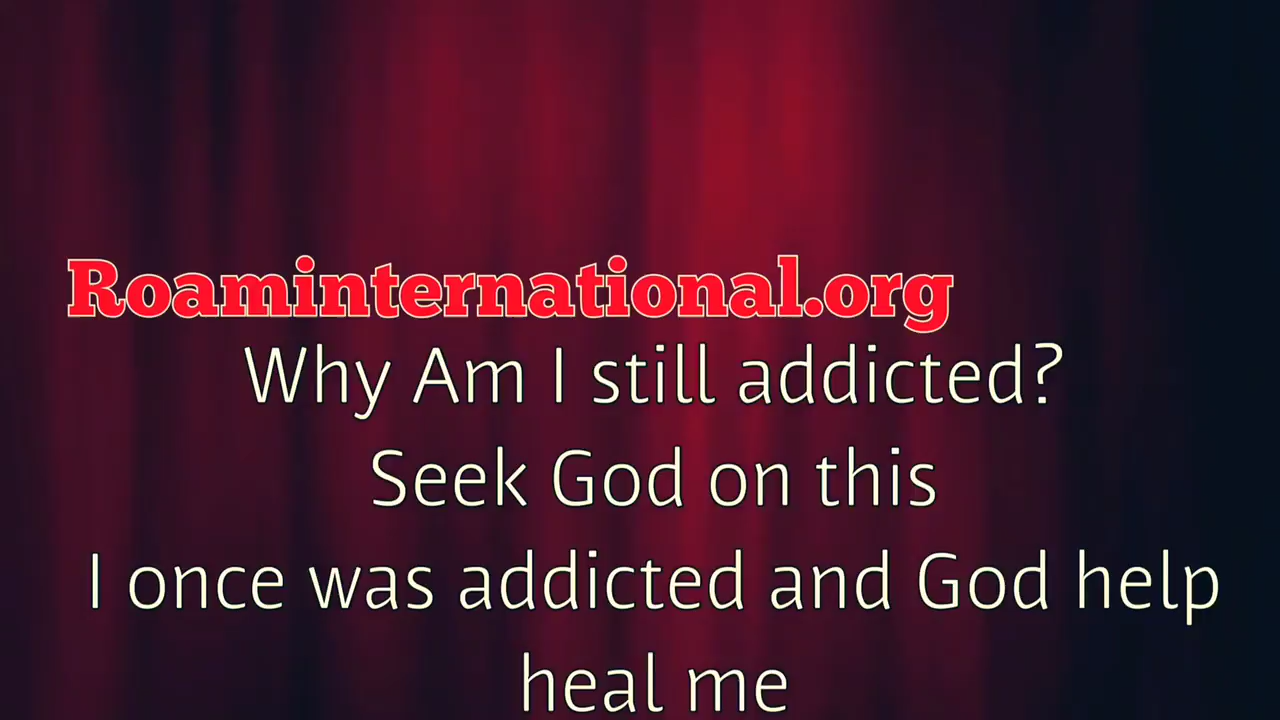 Roaminternational.org
Why Am I still addicted?
Seek God on this
I once was addicted and God help
heal me